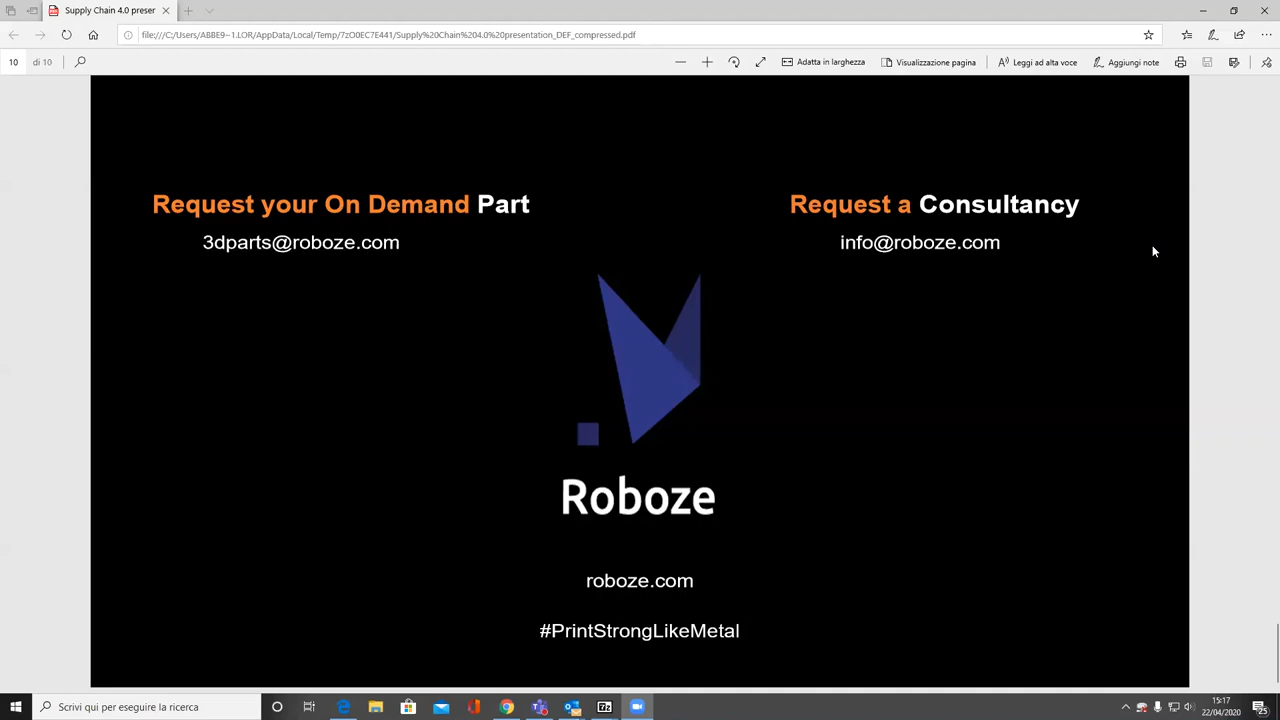 Supply Chain 4.0 preser
file:///C:/Users/ABBE9~1.LOR/AppData/Local/Temp/7zO0EC7E441/Supply%20Chain%204.0%20presentation_DEF_compressed.pdf
10 di 10
Adatta in larghezza
Visualizzazione pagina
Leggi ad alta voce
Aggiungi note
Request your On Demand Part
3dparts@roboze.com
Request a Consultancy
info@roboze.com
Roboze
roboze.com
#PrintStrongLikeMetal
Scrivi qui per eseguire la ricerca
15:17
22/04/2020